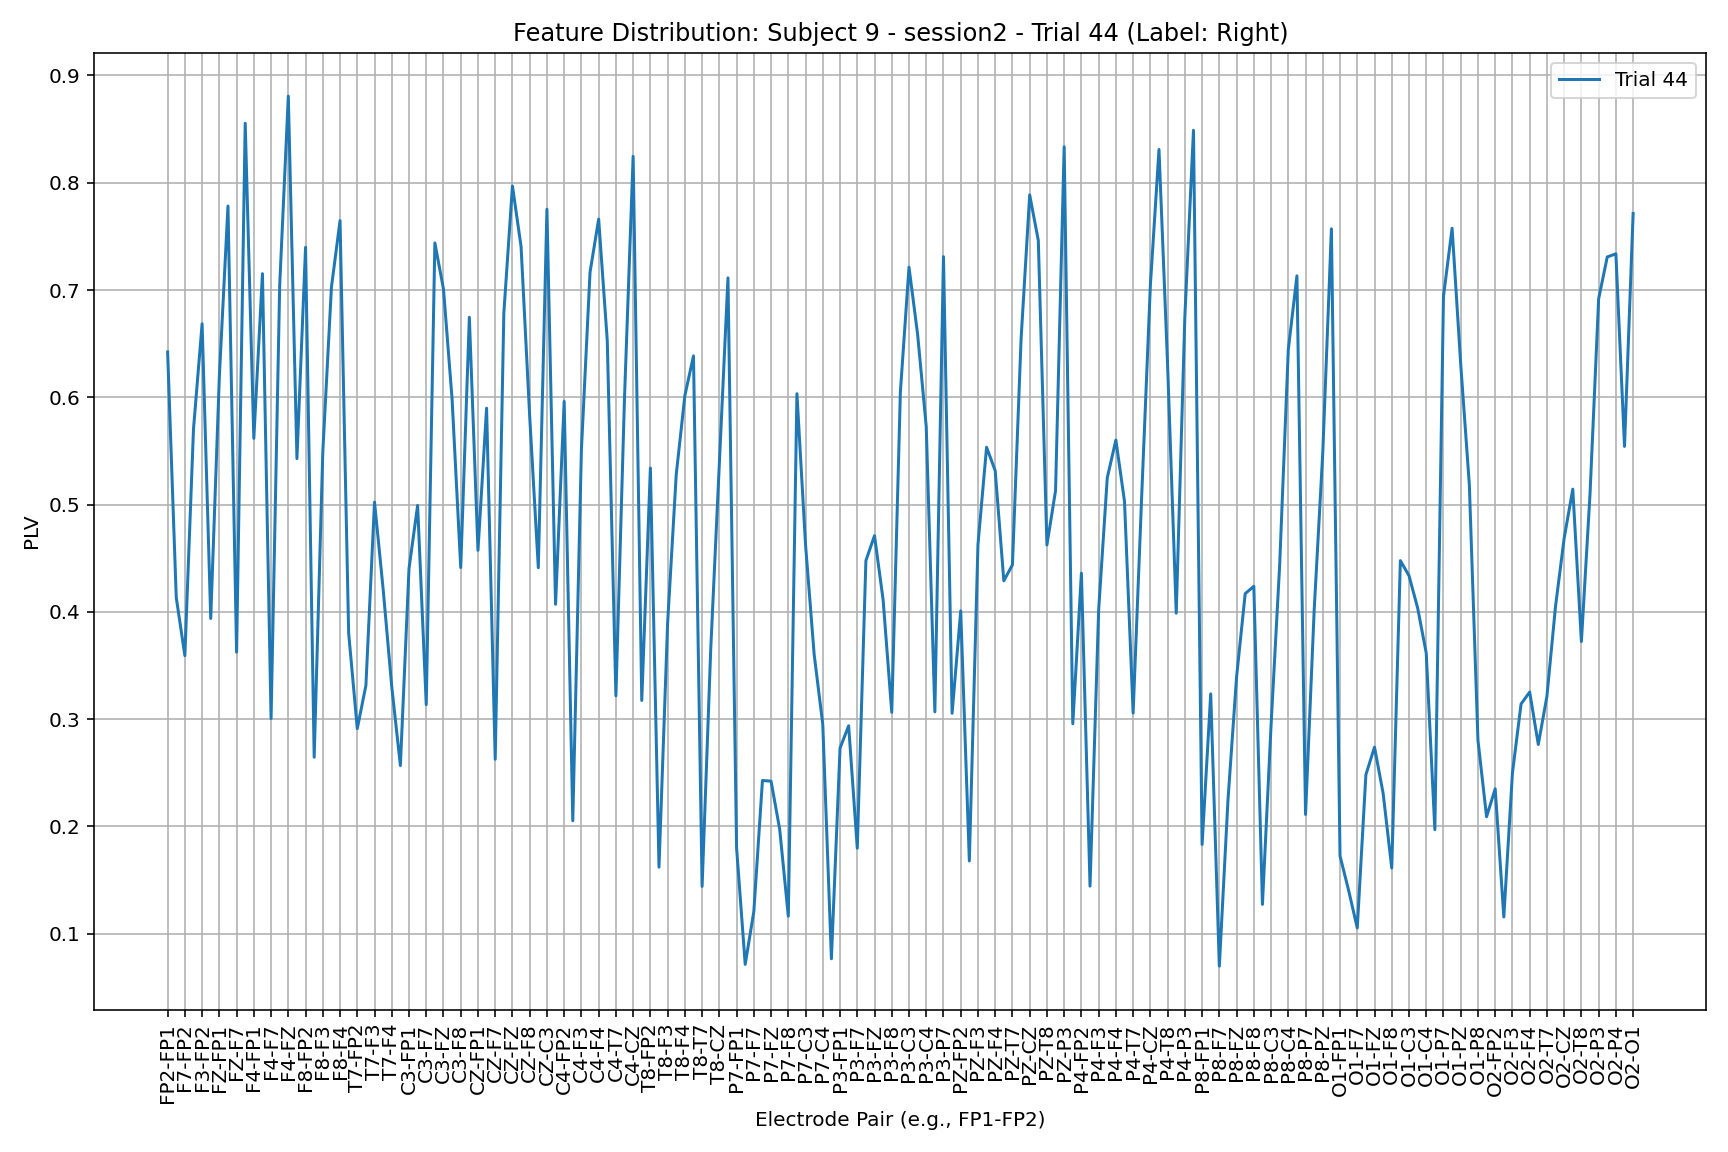 Feature Distribution: Subject 9 - session2 - Trial 44 (Label: Right)
Trial 44
PLV
0.9
0.8
0.7
0.6
0.5
0.4
0.3
0.2
0.1
FP2-FP1
F7-FP2
F3-FP2
FZ-FP1
FZ-F7
F4-FP1
F4-F7
F4-FZ
F8-FP2
F8-F3
F8-F4
T7-FP2
T7-F3
T7-F4
C3-FP1
C3-F7
C3-FZ
C3-F8
CZ-FP1
CZ-F7
CZ-FZ
CZ-F8
CZ-C3
C4-FP2
C4-F3
C4-F4
C4-T7
C4-CZ
T8-FP2
T8-F3
T8-F4
T8-T7
T8-CZ
P7-FP1
P7-F7
P7-FZ
P7-F8
P7-C3
P7-C4
P3-FP1
P3-F7
P3-FZ
P3-F8
P3-C3
P3-C4
P3-P7
PZ-FP2
PZ-F3
PZ-F4
PZ-T7
PZ-CZ
PZ-T8
PZ-P3
P4-FP2
P4-F3
P4-F4
P4-T7
P4-CZ
P4-T8
P4-P3
P8-FP1
P8-F7
P8-FZ
P8-F8
P8-C3
P8-C4
P8-P7
P8-PZ
O1-FP1
O1-F7
O1-FZ
O1-F8
O1-C3
O1-C4
O1-P7
O1-PZ
O1-P8
O2-FP2
O2-F3
O2-F4
O2-T7
O2-CZ
O2-T8
O2-P3
O2-P4
O2-O1
Electrode Pair (e.g., FP1-FP2)